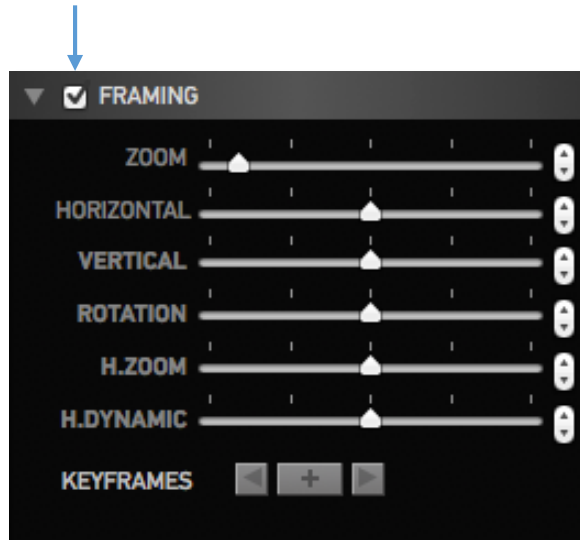 FRAMING
ZOOM
HORIZONTAL
VERTICAL
ROTATION
H.ZOOM
H.DYNAMIC
KEYFRAMES